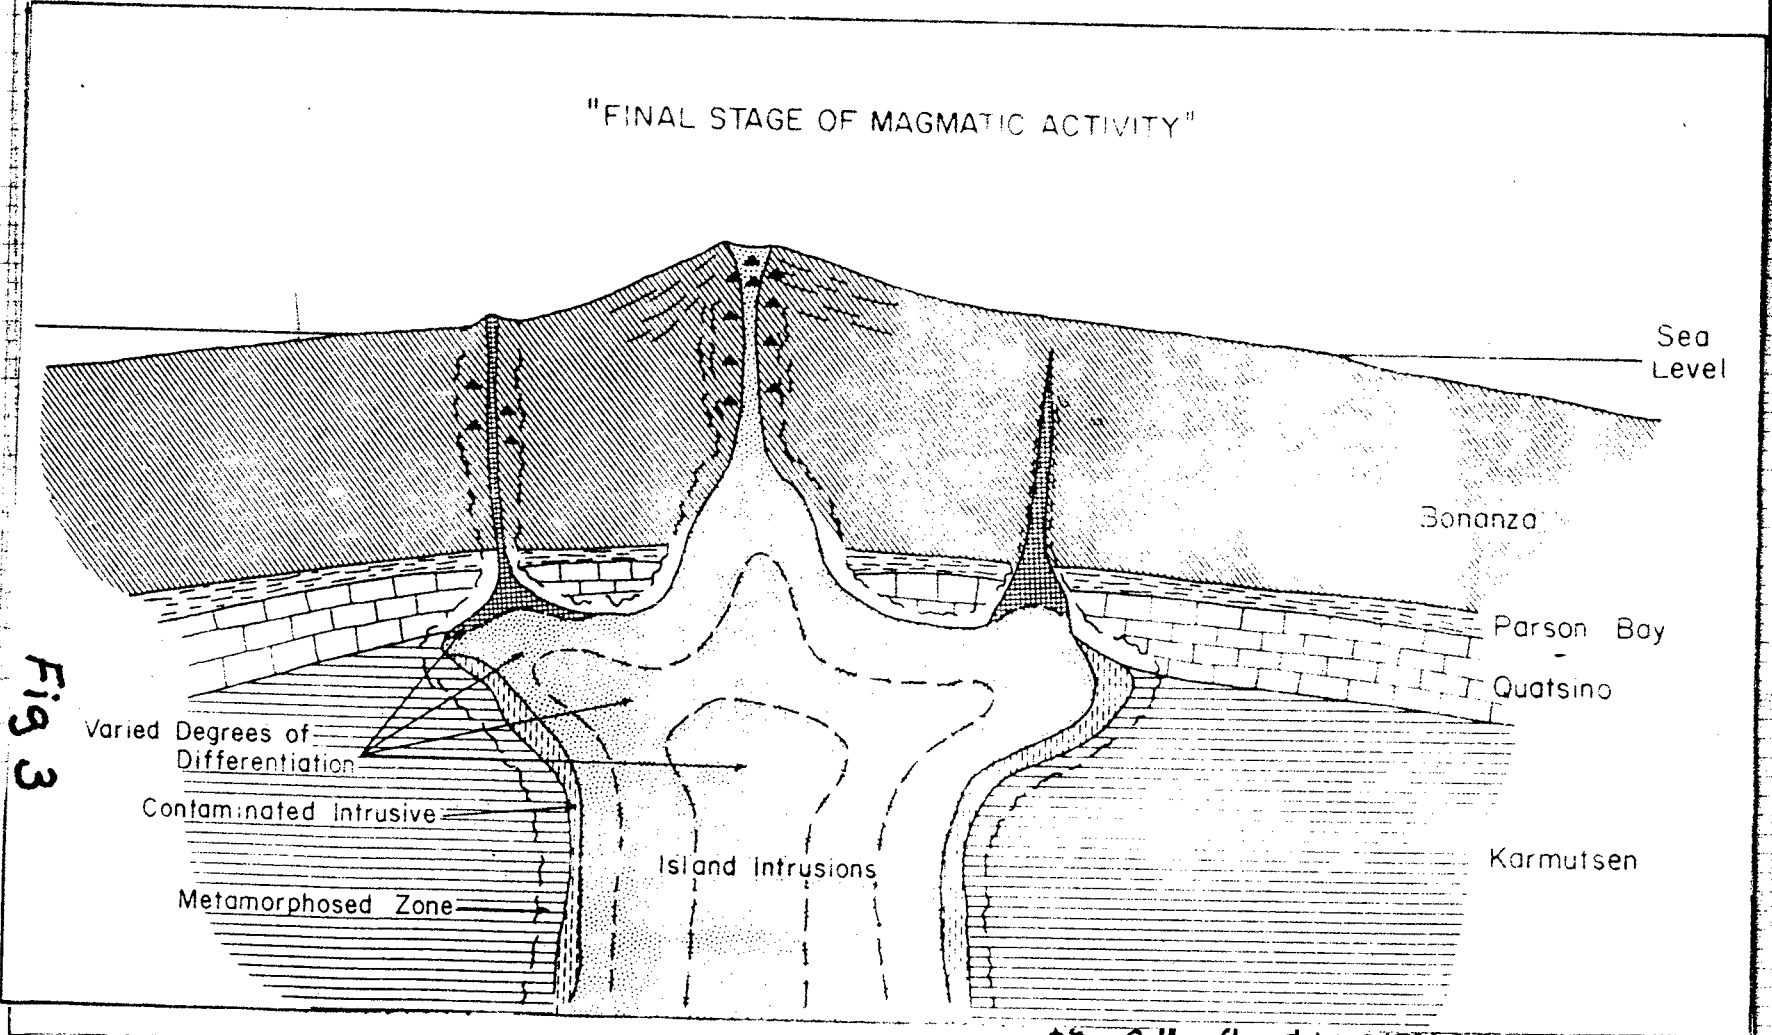 "FINAL STAGE OF MAGMATIC ACTIVITY"
Sea
Level
Bonanza
Parson Bay
Quatsino
Varied Degrees of
Differentiation
Contaminated Intrusive
Island Intrusions
Karmutsen
Metamorphosed Zone
Fig 3